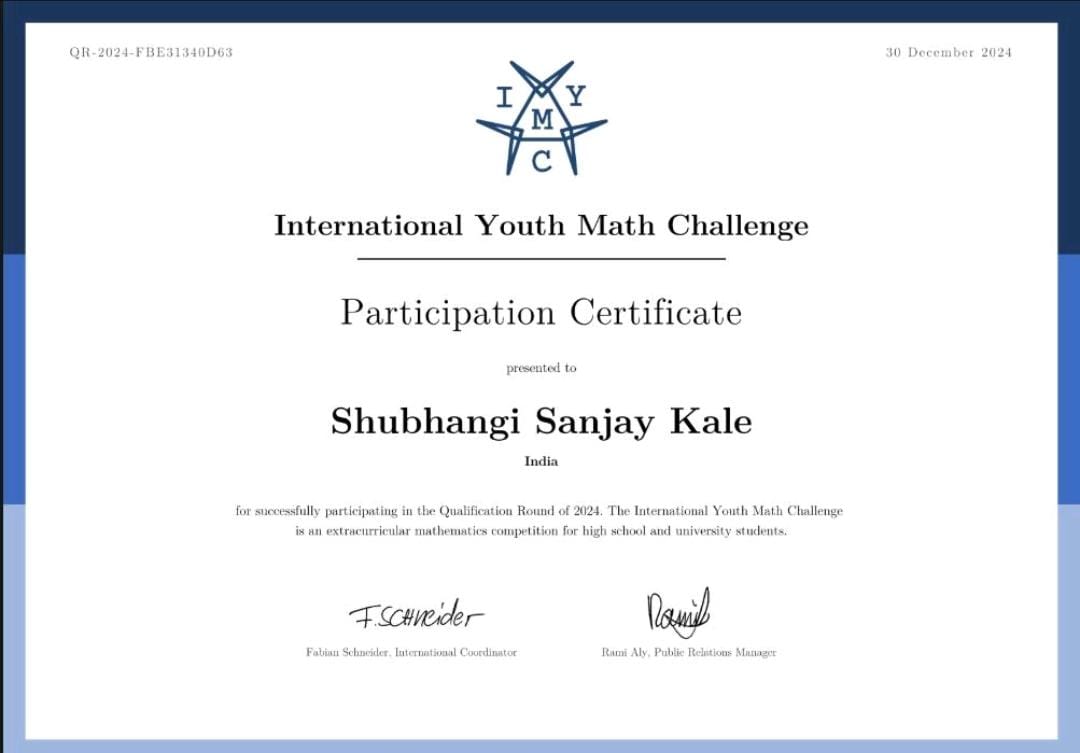 QR-2024-FBE31340D63
30 December 2024
I Y
M
C
International Youth Math Challenge
Participation Certificate
presented to
Shubhangi Sanjay Kale
India
for successfully participating in the Qualification Round of 2024. The International Youth Math Challenge
is an extracurricular mathematics competition for high school and university students.
F. Schneider
Rami
Fabian Schneider, International Coordinator
Rami Aly, Public Relations Manager